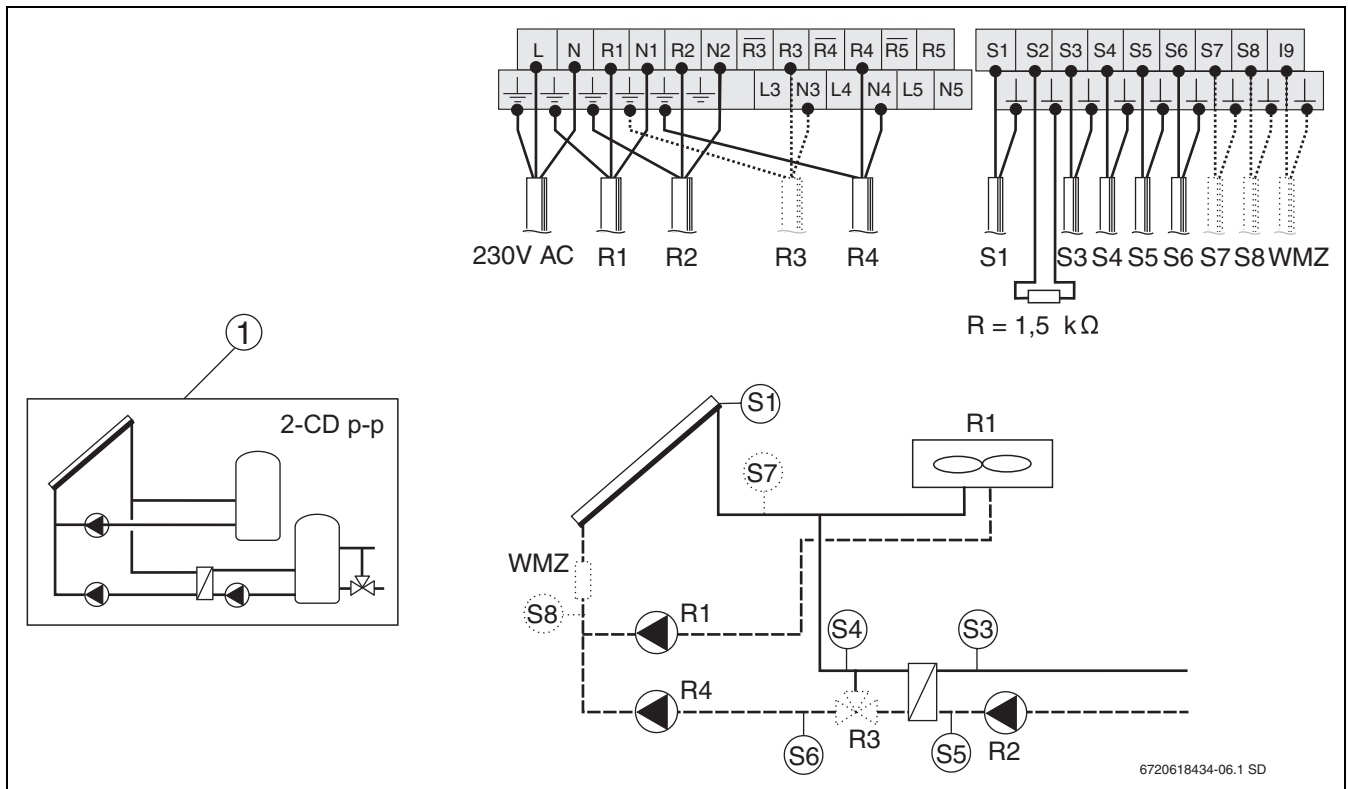 L N R1 N1 R2 N2 R̅3̅ R3 R̅4̅ R4 R̅5̅ R5
L3 N3 L4 N4 L5 N5
S1 S2 S3 S4 S5 S6 S7 S8 I9
230V AC R1 R2 R3 R4
S1 S3 S4 S5 S6 S7 S8 WMZ
R = 1,5 kΩ
1
2-CD p-p
S1
R1
S7
WMZ
S8
R1
S4
S3
R4
R3
S6
S5
R2
6720618434-06.1 SD